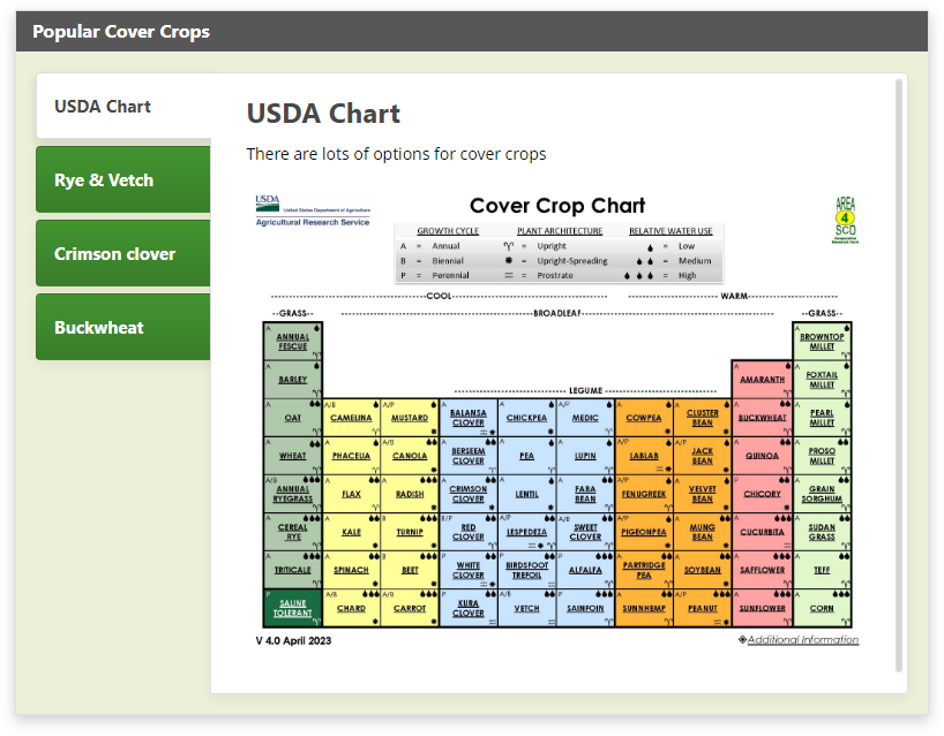 Popular Cover Crops
USDA Chart
Rye & Vetch
Crimson clover
Buckwheat
USDA Chart
There are lots of options for cover crops
USDA
United States Department of Agriculture
Agricultural Research Service
Cover Crop Chart
AREA
4
SCD
GROWTH CYCLE PLANT ARCHITECTURE RELATIVE WATER USE
A = Annual = Upright = Low
B = Biennial = Upright-Spreading = Medium
P = Perennial = Prostrate = High
COOL WARM
--GRASS-- BROADLEAF --GRASS--
A ANNUAL FESCUE A BROWNTOP MILLET
A BARLEY A AMARANTH A FOXTAIL MILLET
LEGUME
A OAT A/B CAMELINA A/P MUSTARD A BALANSA CLOVER A CHICKPEA A/P MEDIC A COWPEA A CLUSTER BEAN A BUCKWHEAT A PEARL MILLET
A WHEAT A PHACELIA A/B CANOLA A BERSEEM CLOVER A PEA A LUPIN A/P LABLAB A/P JACK BEAN A QUINOA A PROSO MILLET
A/B ANNUAL RYEGRASS A FLAX A RADISH A CRIMSON CLOVER A LENTIL A FABA BEAN A FENUGREEK A VELVET BEAN P CHICORY A GRAIN SORGHUM
A CEREAL RYE A KALE B TURNIP B/P RED CLOVER A/P LESPEDEZA A/B SWEET CLOVER A/P PIGEONPEA A MUNG BEAN A CUCURBITA A SUDAN GRASS
A TRITICALE A SPINACH B BEET P WHITE CLOVER P BIRDSFOOT TREFOIL P ALFALFA A PARTRIDGE PEA A SOYBEAN A SAFFLOWER A TEFF
P SALINE TOLERANT A/B CHARD A/B CARROT P KURA CLOVER A/B VETCH P SAINFOIN A SUNNHEMP A/P PEANUT A SUNFLOWER A CORN
V 4.0 April 2023 Additional Information